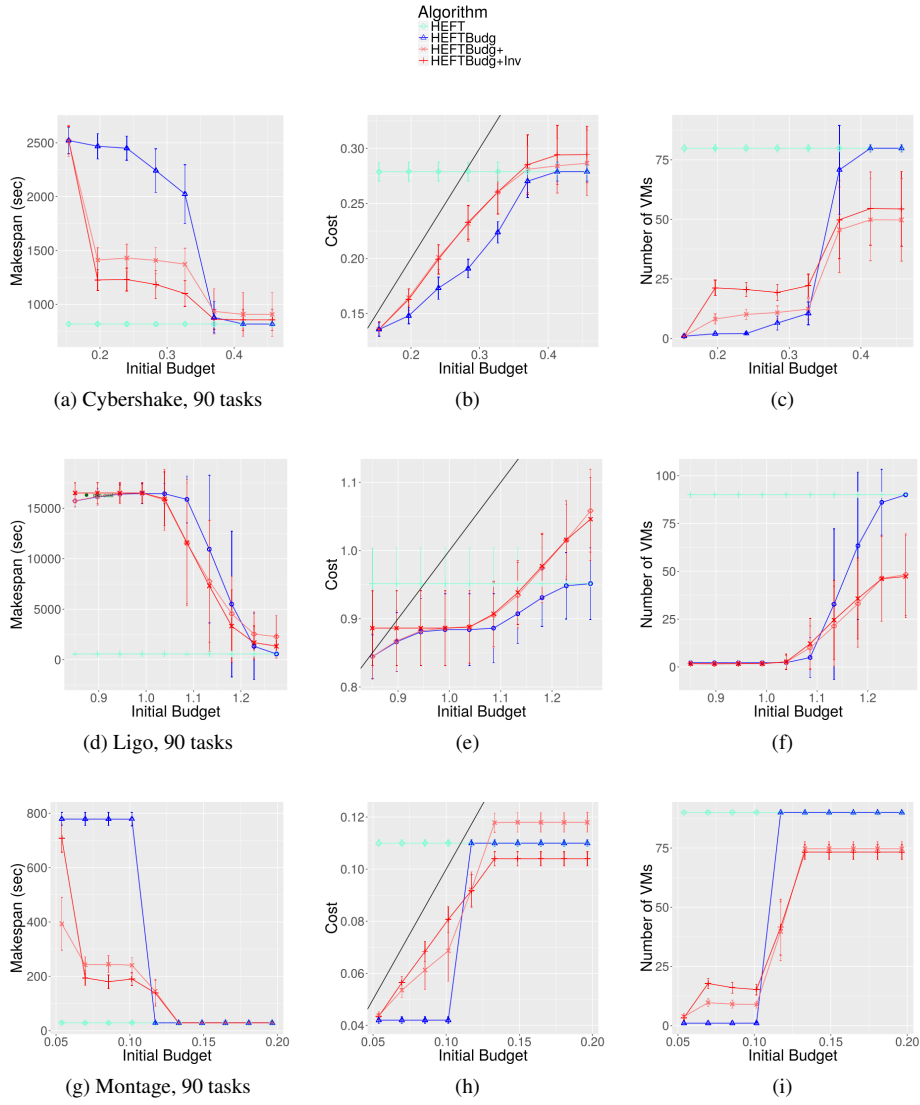 Algorithm
HEFT
HEFTBudg
HEFTBudg+
HEFTBudg+Inv
Makespan (sec)
2500
2000
1500
1000
0.2 0.3 0.4
Initial Budget
(a) Cybershake, 90 tasks
Cost
0.30
0.25
0.20
0.15
0.2 0.3 0.4
Initial Budget
(b)
Number of VMs
75
50
25
0
0.2 0.3 0.4
Initial Budget
(c)
Makespan (sec)
15000
10000
5000
0
0.9 1.0 1.1 1.2
Initial Budget
(d) Ligo, 90 tasks
Cost
1.1
1.0
0.9
0.8
0.9 1.0 1.1 1.2
Initial Budget
(e)
Number of VMs
100
75
50
25
0
0.9 1.0 1.1 1.2
Initial Budget
(f)
Makespan (sec)
800
600
400
200
0
0.05 0.10 0.15 0.20
Initial Budget
(g) Montage, 90 tasks
Cost
0.12
0.10
0.08
0.06
0.04
0.05 0.10 0.15 0.20
Initial Budget
(h)
Number of VMs
75
50
25
0
0.05 0.10 0.15 0.20
Initial Budget
(i)